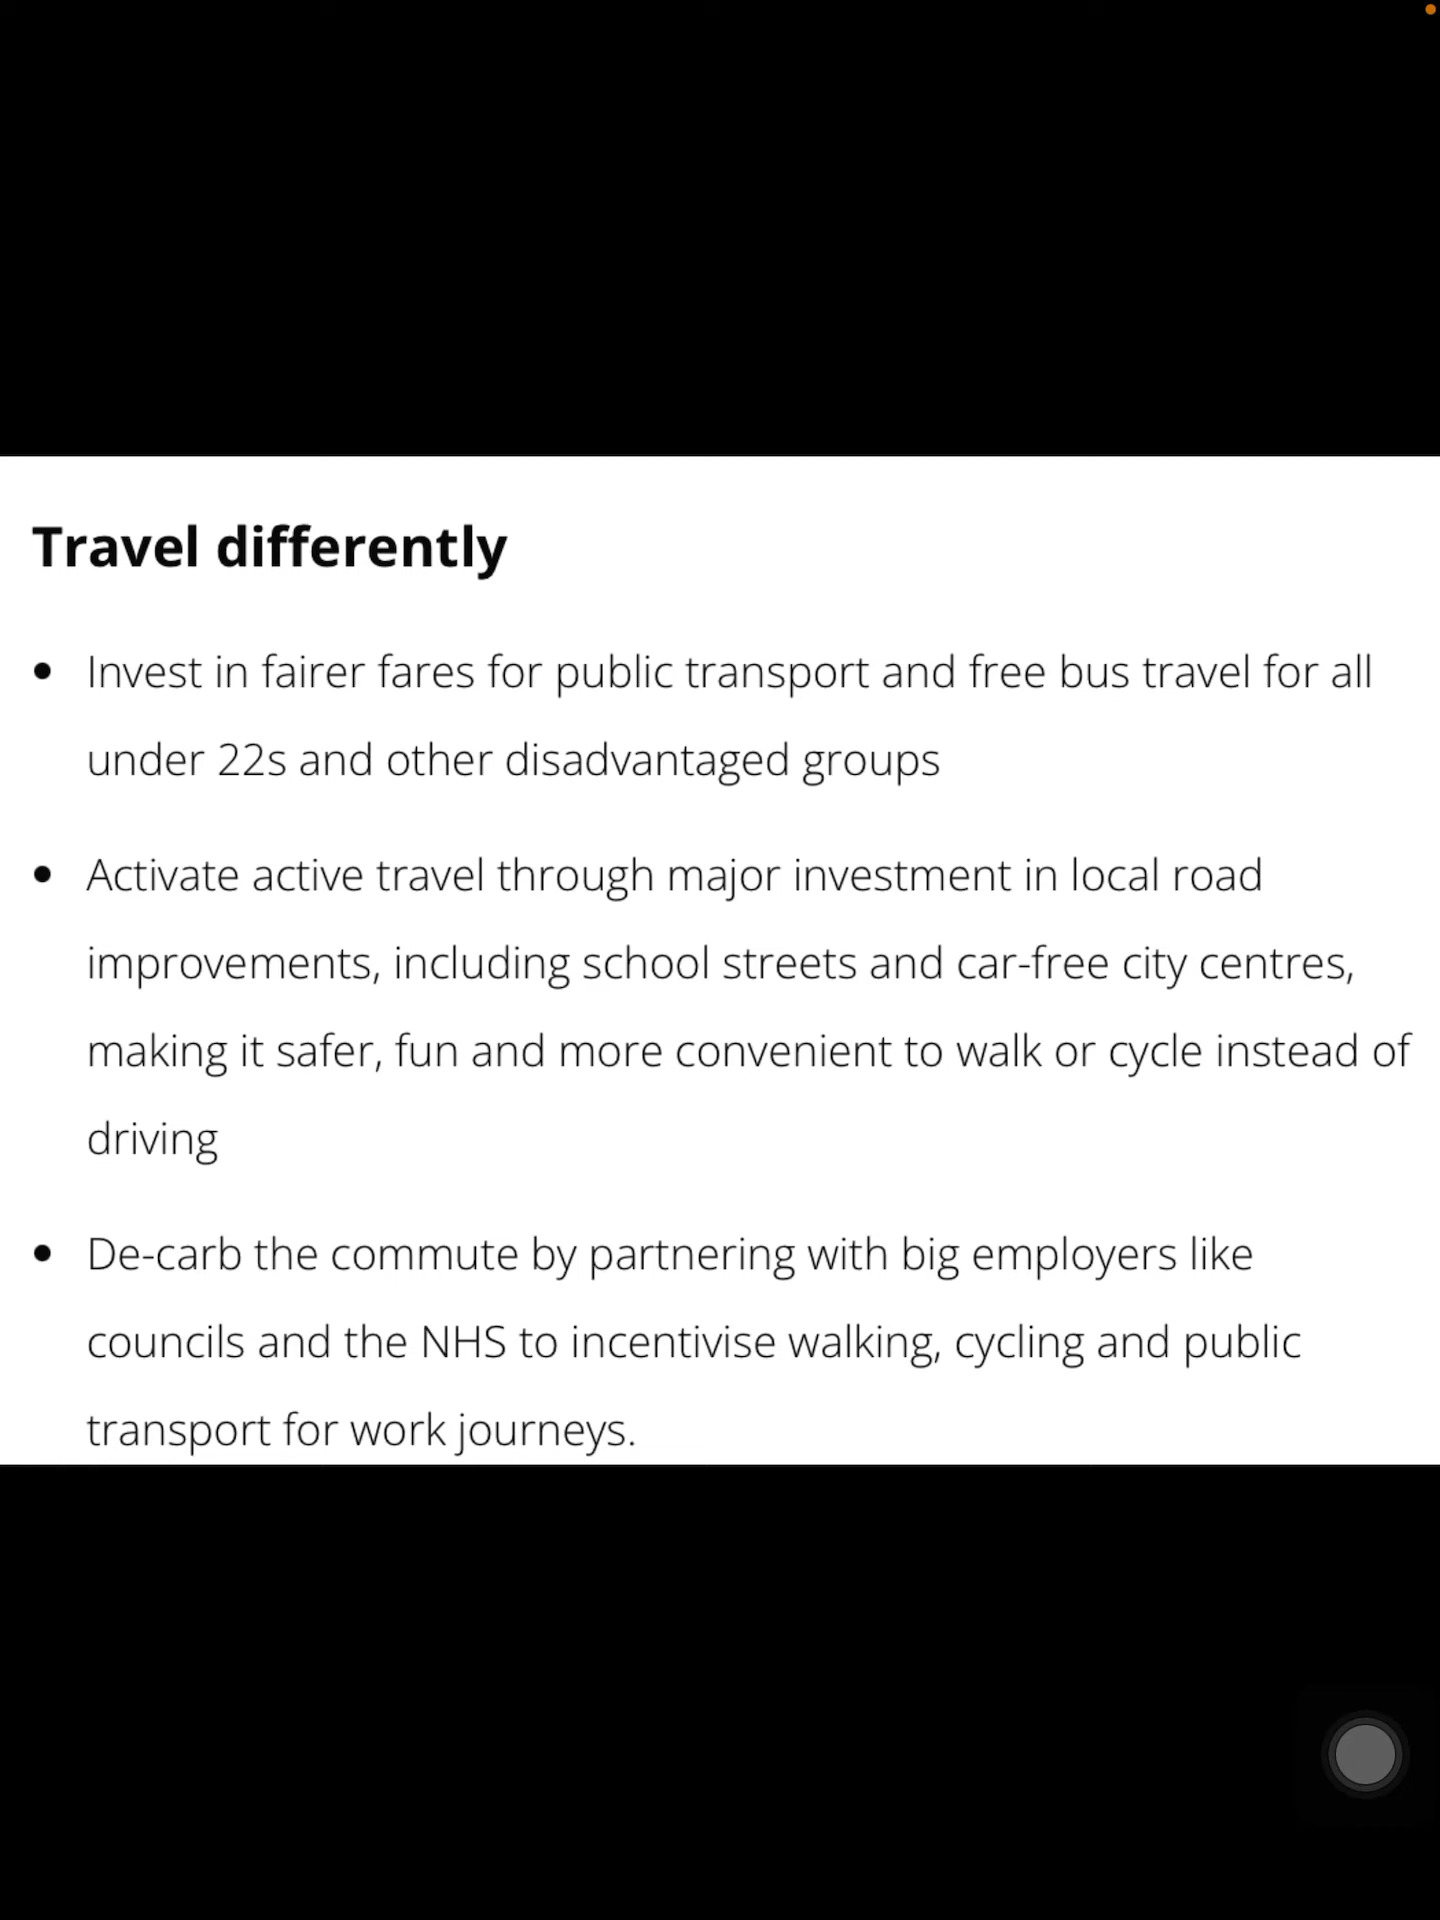 Travel differently
• Invest in fairer fares for public transport and free bus travel for all
under 22s and other disadvantaged groups
• Activate active travel through major investment in local road
improvements, including school streets and car-free city centres,
making it safer, fun and more convenient to walk or cycle instead of
driving
• De-carb the commute by partnering with big employers like
councils and the NHS to incentivise walking, cycling and public
transport for work journeys.